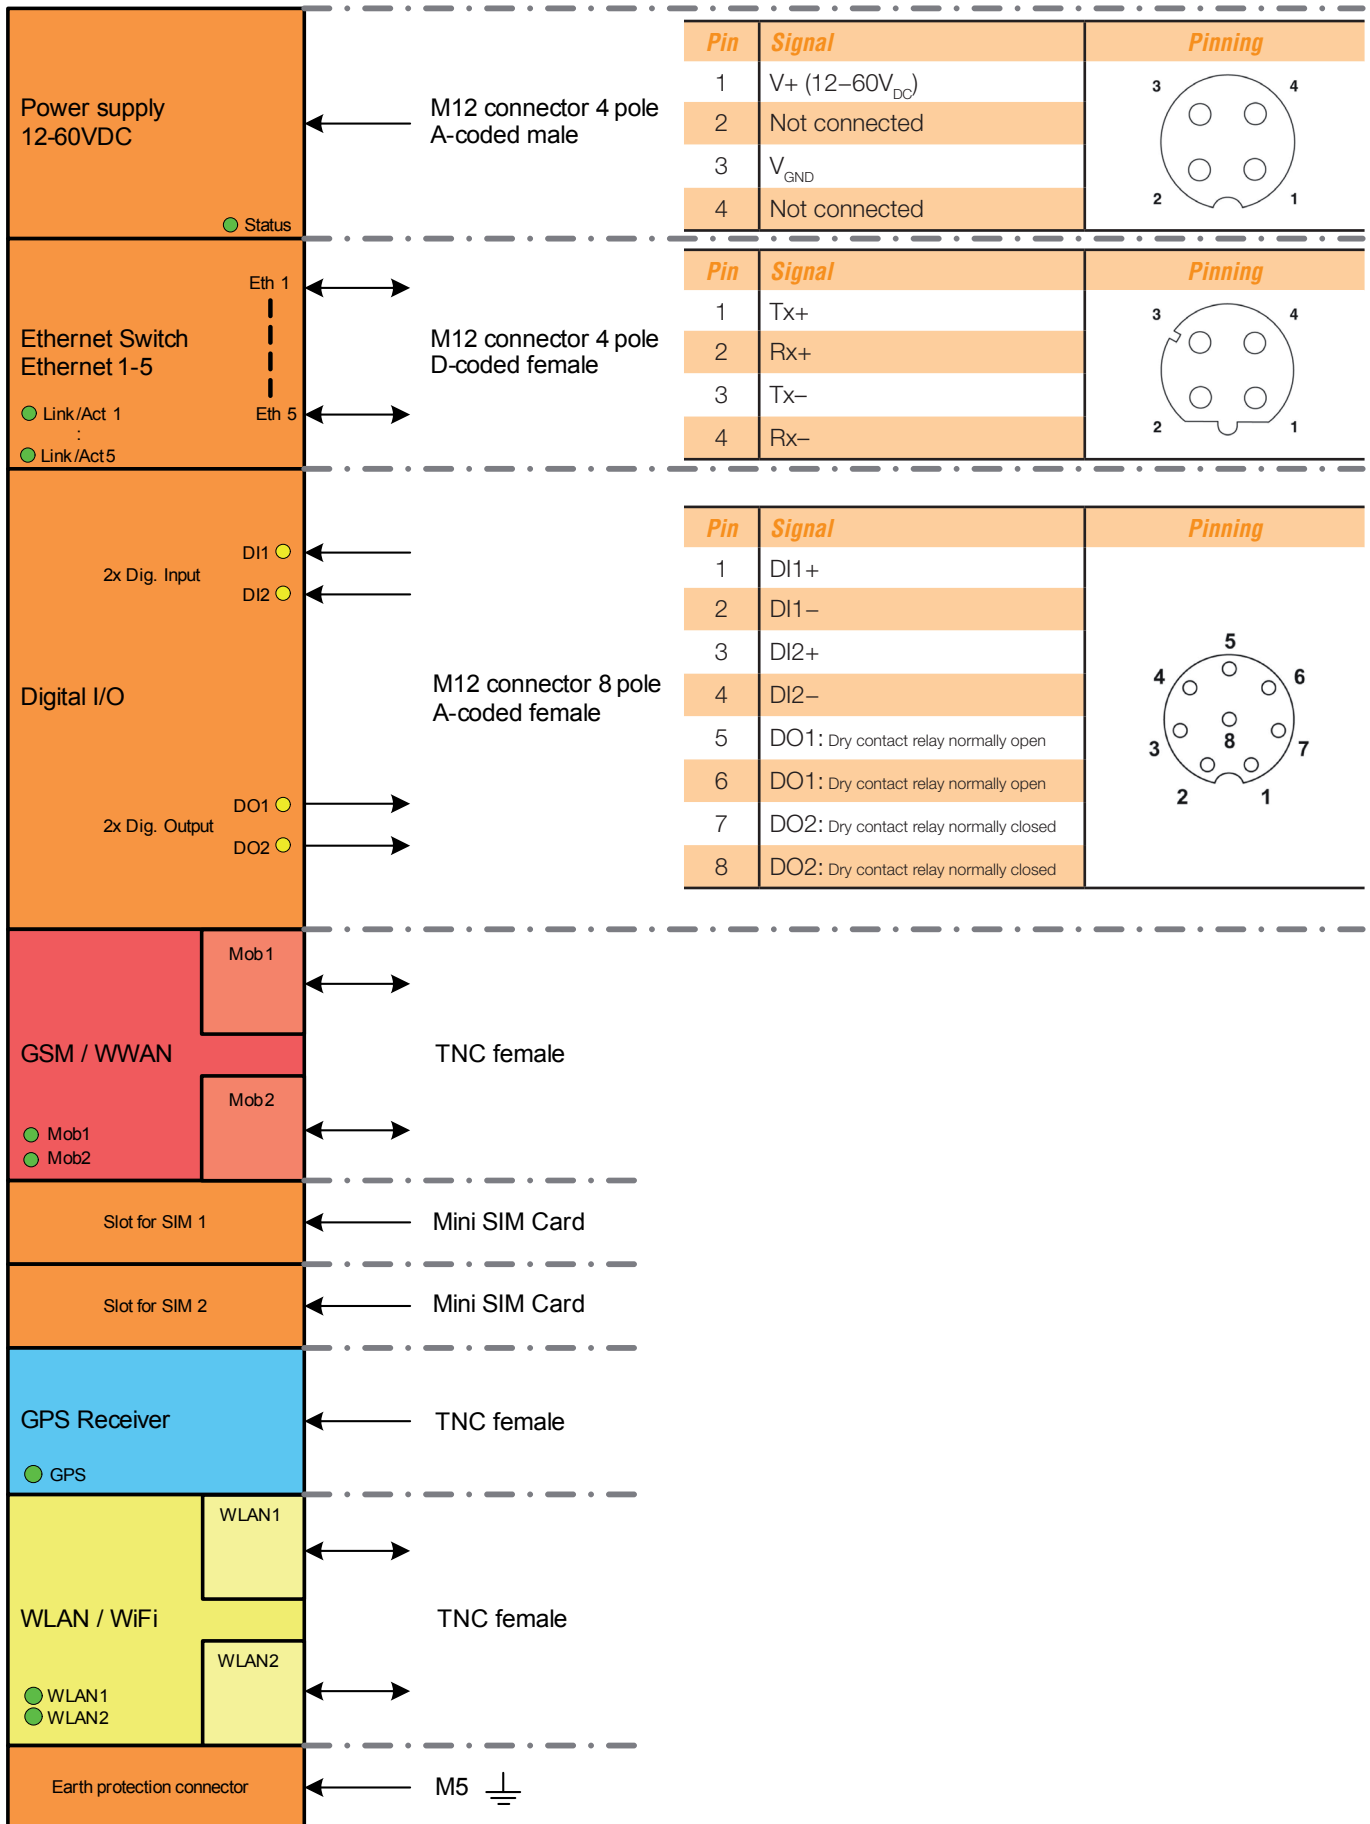 Power supply
12-60VDC
Status
M12 connector 4 pole
A-coded male
Pin Signal Pinning
1 V+ (12–60VDC)
2 Not connected
3 VGND
4 Not connected
3 4
2 1
Eth 1
Ethernet Switch
Ethernet 1-5
Link/Act 1
:
Link/Act5
Eth 5
M12 connector 4 pole
D-coded female
Pin Signal Pinning
1 Tx+
2 Rx+
3 Tx–
4 Rx–
3 4
2 1
DI1
2x Dig. Input
DI2
Digital I/O
DO1
2x Dig. Output
DO2
M12 connector 8 pole
A-coded female
Pin Signal Pinning
1 DI1+
2 DI1–
3 DI2+
4 DI2–
5 DO1: Dry contact relay normally open
6 DO1: Dry contact relay normally open
7 DO2: Dry contact relay normally closed
8 DO2: Dry contact relay normally closed
5
4 6
3 8 7
2 1
Mob1
GSM / WWAN
Mob2
Mob1
Mob2
TNC female
Slot for SIM 1
Mini SIM Card
Slot for SIM 2
Mini SIM Card
GPS Receiver
GPS
TNC female
WLAN1
WLAN / WiFi
WLAN2
WLAN1
WLAN2
TNC female
Earth protection connector
M5